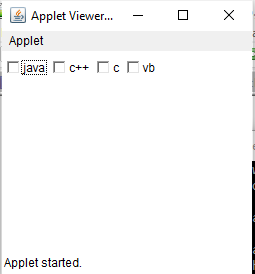 Applet Viewer...
Applet
java c++ c vb
Applet started.